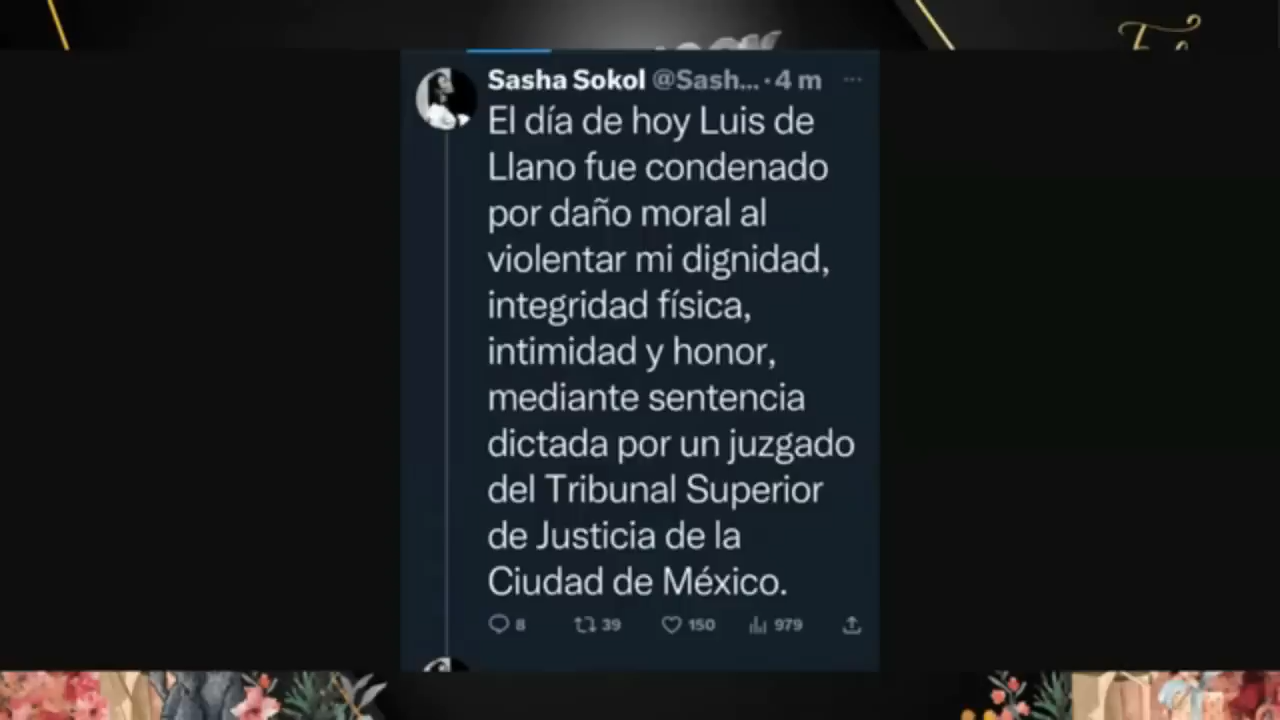 Sasha Sokol @Sash... · 4 m
El día de hoy Luis de
Llano fue condenado
por daño moral al
violentar mi dignidad,
integridad física,
intimidad y honor,
mediante sentencia
dictada por un juzgado
del Tribunal Superior
de Justicia de la
Ciudad de México.
8 39 150 979